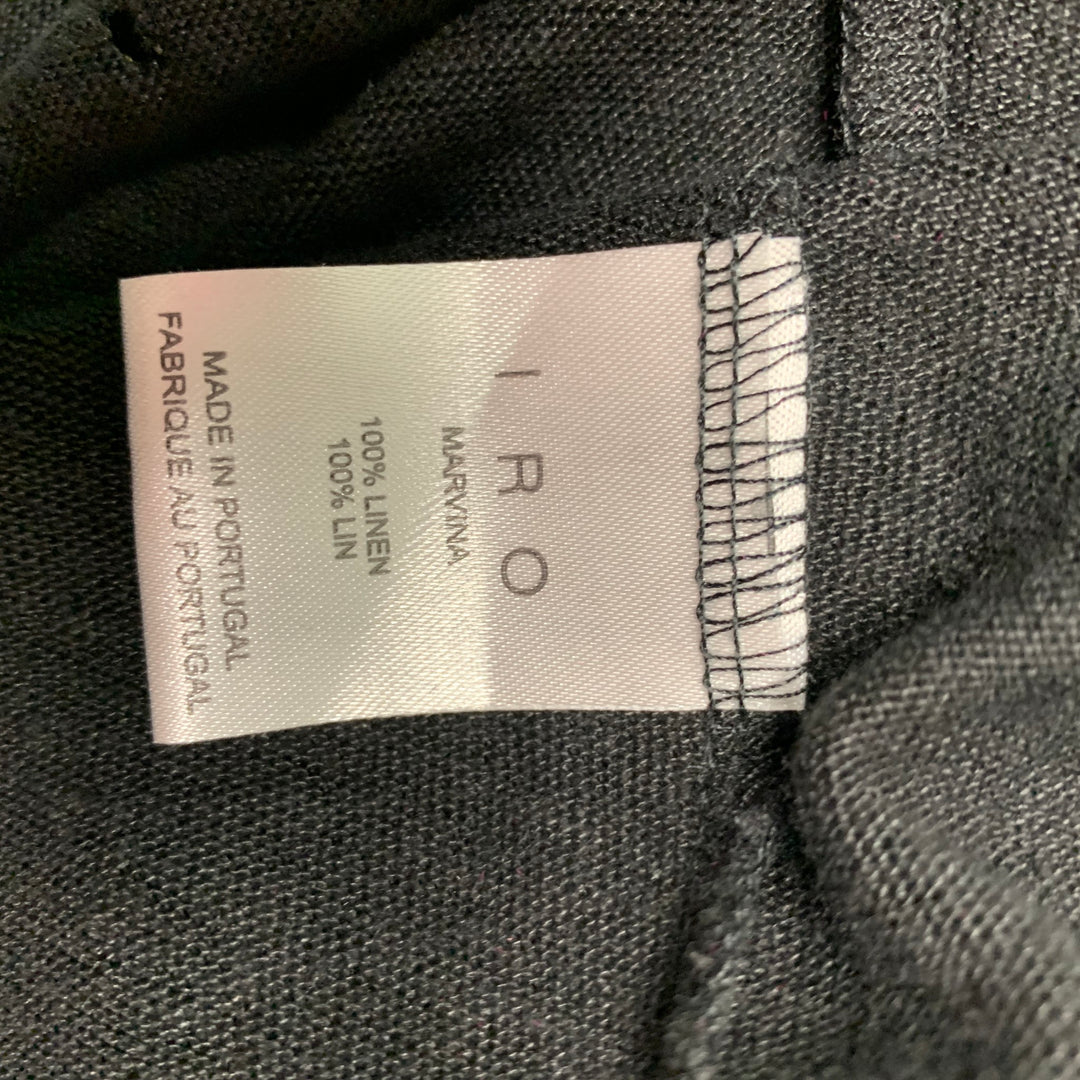 IRO
MARVINA
100% LINEN
100% LIN
MADE IN PORTUGAL
FABRIQUE AU PORTUGAL